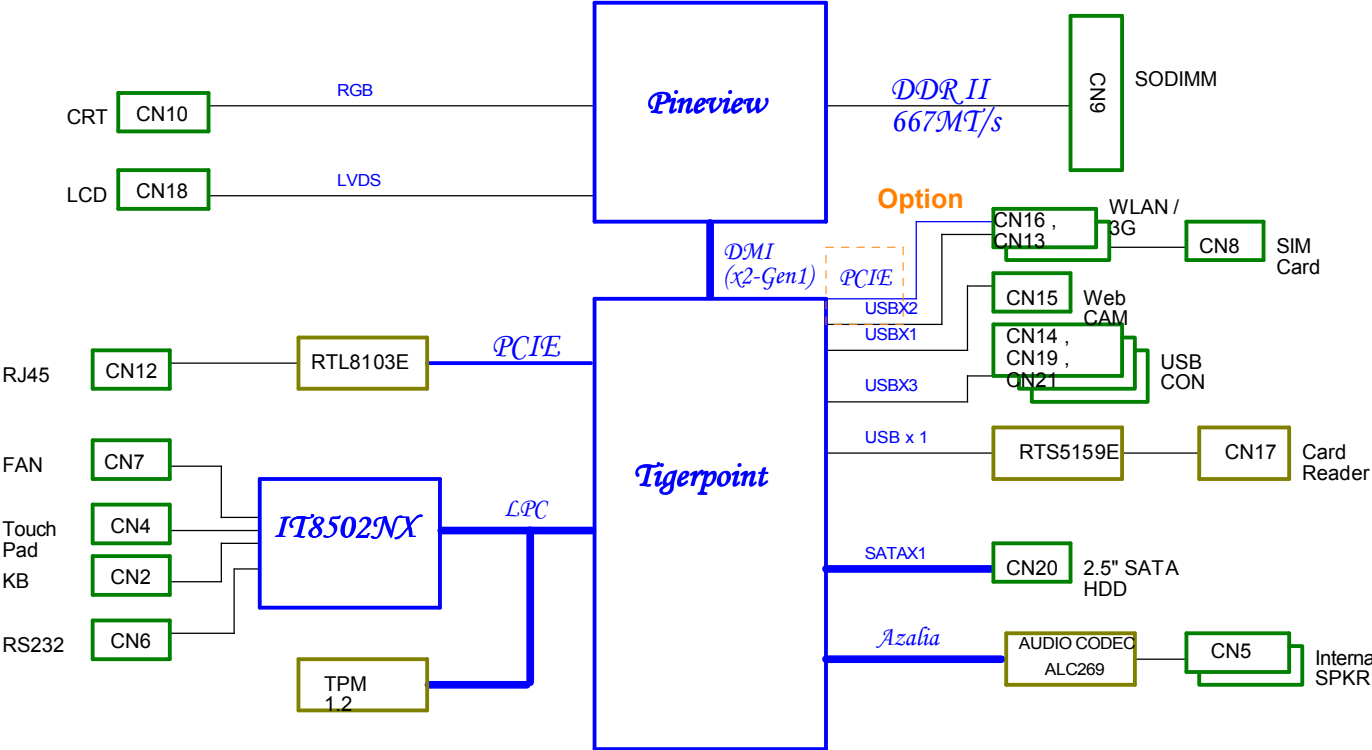 Pineview
RGB
CRT
CN10
LVDS
LCD
CN18
DDR II
667MT/s
CN9
SODIMM
Option
DMI
(x2-Gen1)
PCIE
CN16 ,
CN13
WLAN /
3G
CN8
SIM
Card
USBX2
CN15
Web
CAM
USBX1
CN14 ,
CN19 ,
CN21
USB
CON
USBX3
RJ45
CN12
RTL8103E
PCIE
USB x 1
RTS5159E
CN17
Card
Reader
Tigerpoint
FAN
CN7
Touch
Pad
CN4
KB
CN2
RS232
CN6
IT8502NX
LPC
TPM
1.2
SATAX1
CN20
2.5" SATA
HDD
Azalia
AUDIO CODEC
ALC269
CN5
Interna
SPKR